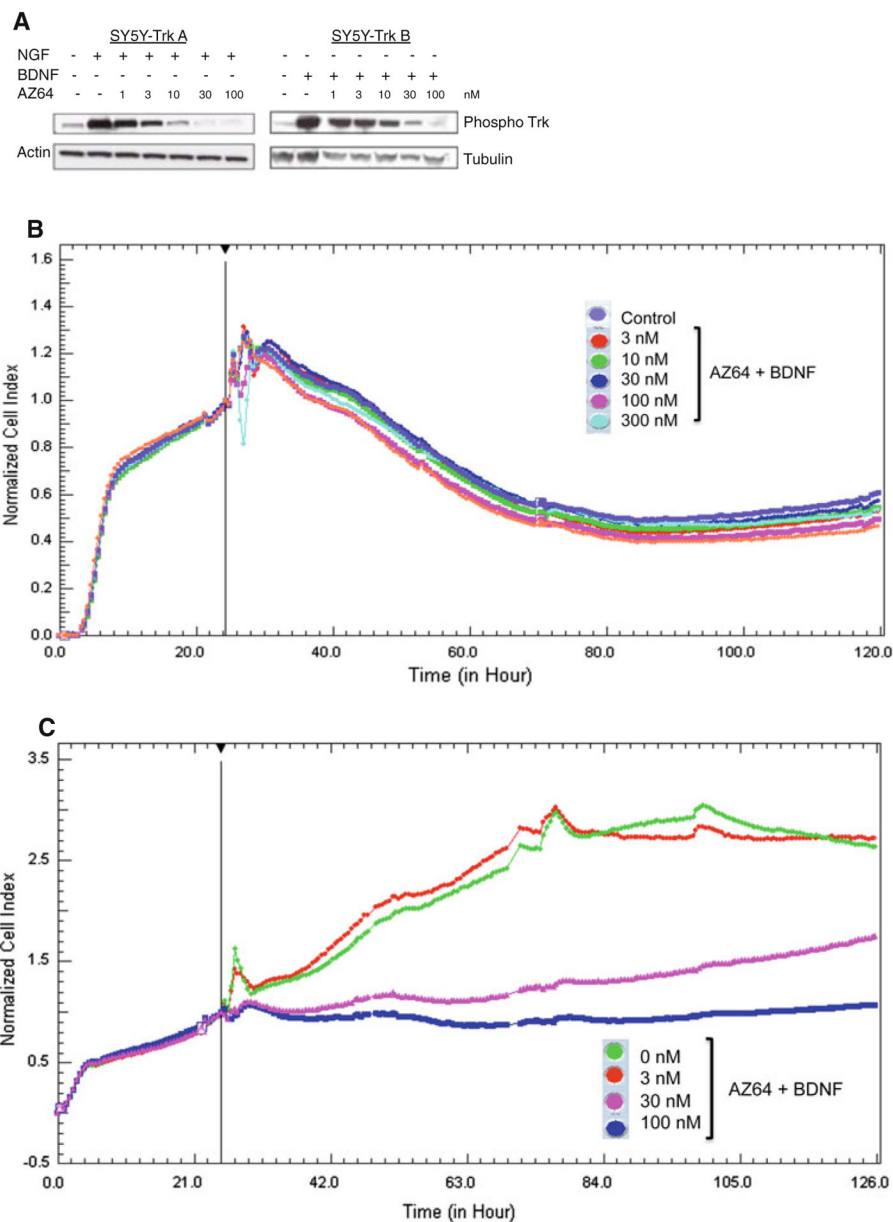 A
SY5Y-Trk A SY5Y-Trk B
NGF - + + + + + + - - - - - - -
BDNF - - - - - - - - + + + + + +
AZ64 - - 1 3 10 30 100 - - 1 3 10 30 100 nM
Phospho Trk
Actin Tubulin
B
Normalized Cell Index
1.6
1.4
1.2
1.0
0.8
0.6
0.4
0.2
0.0
Control
3 nM
10 nM
30 nM
100 nM
300 nM
AZ64 + BDNF
0.0 20.0 40.0 60.0 80.0 100.0 120.0
Time (in Hour)
C
Normalized Cell Index
3.5
2.5
1.5
0.5
-0.5
0 nM
3 nM
30 nM
100 nM
AZ64 + BDNF
0.0 21.0 42.0 63.0 84.0 105.0 126.0
Time (in Hour)